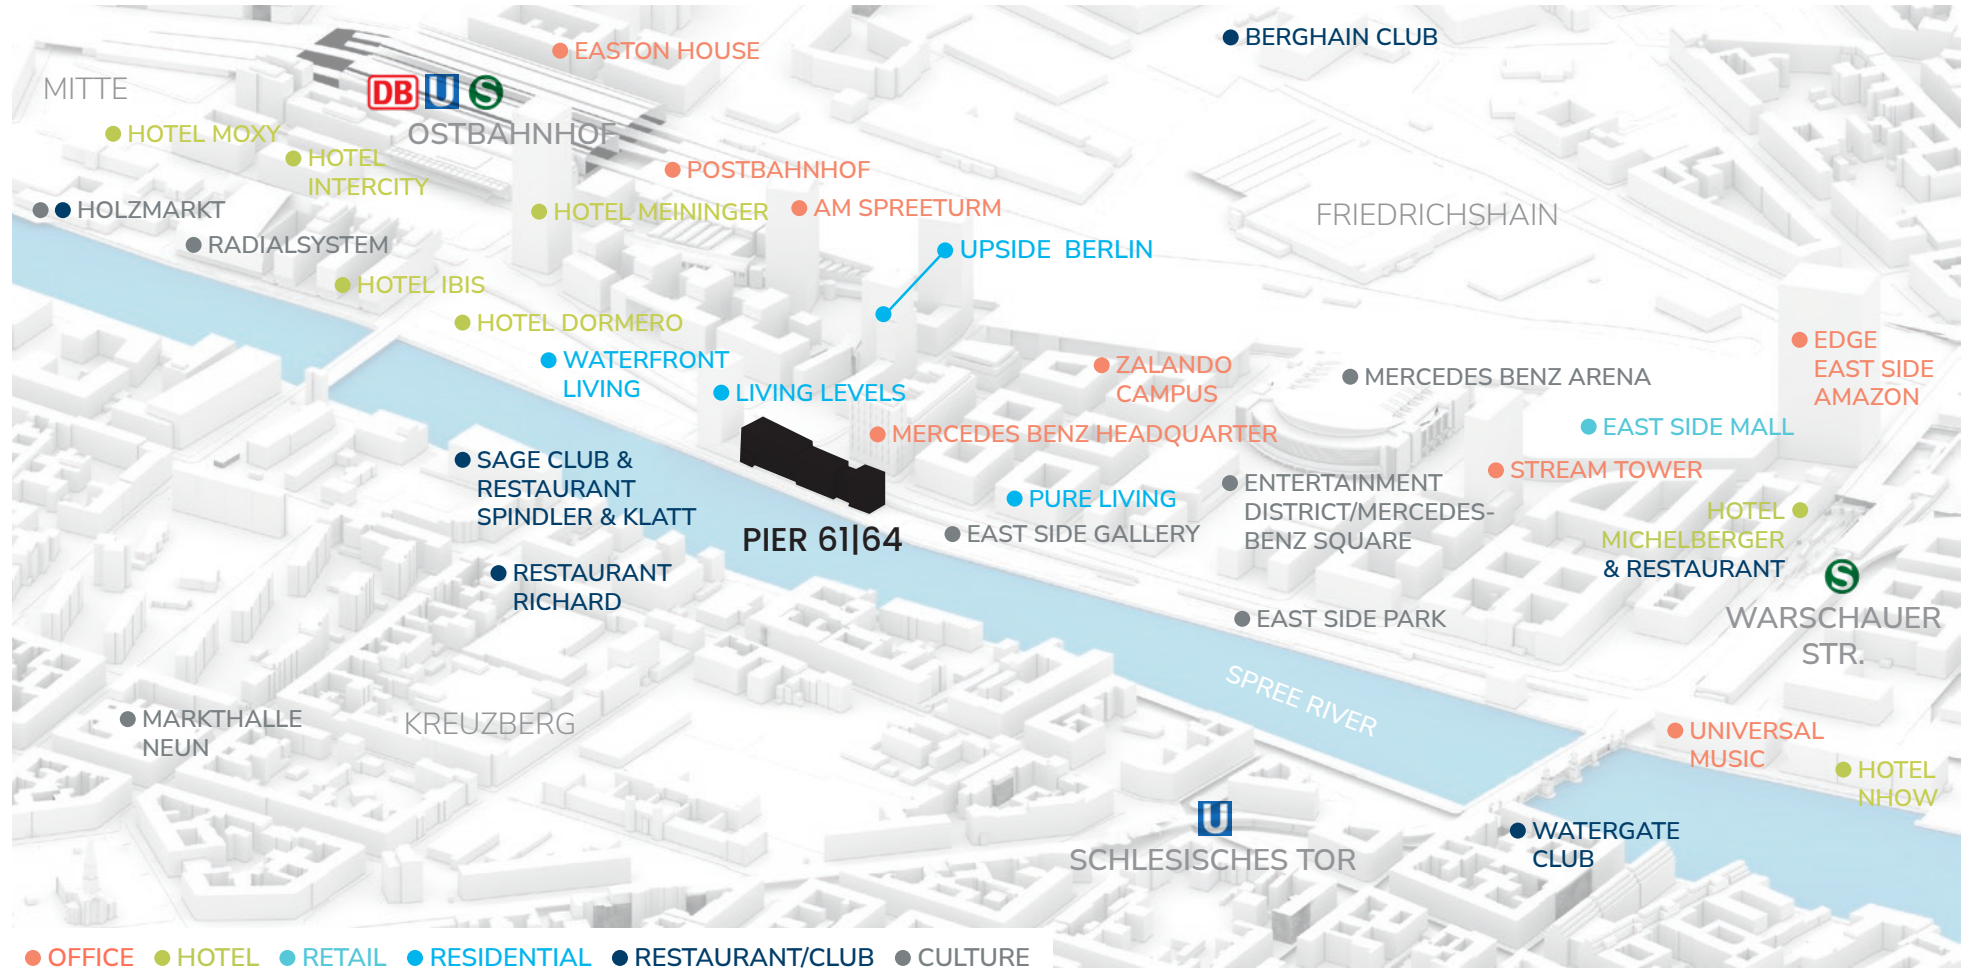 EASTON HOUSE
BERGHAIN CLUB
MITTE
DB U S
OSTBAHNHOF
HOTEL MOXY
HOTEL
INTERCITY
POSTBAHNHOF
HOLZMARKT
HOTEL MEININGER
AM SPREETURM
FRIEDRICHSHAIN
RADIALSYSTEM
UPSIDE BERLIN
HOTEL IBIS
HOTEL DORMERO
WATERFRONT
LIVING
LIVING LEVELS
ZALANDO
CAMPUS
MERCEDES BENZ ARENA
EDGE
EAST SIDE
AMAZON
MERCEDES BENZ HEADQUARTER
EAST SIDE MALL
SAGE CLUB &
RESTAURANT
SPINDLER & KLATT
STREAM TOWER
PURE LIVING
ENTERTAINMENT
DISTRICT/MERCEDES-
BENZ SQUARE
HOTEL
MICHELBERGER
& RESTAURANT
PIER 61|64
EAST SIDE GALLERY
RESTAURANT
RICHARD
S
WARSCHAUER
STR.
EAST SIDE PARK
SPREE RIVER
MARKTHALLE
NEUN
KREUZBERG
UNIVERSAL
MUSIC
HOTEL
NHOW
U
SCHLESISCHES TOR
WATERGATE
CLUB
OFFICE HOTEL RETAIL RESIDENTIAL RESTAURANT/CLUB CULTURE